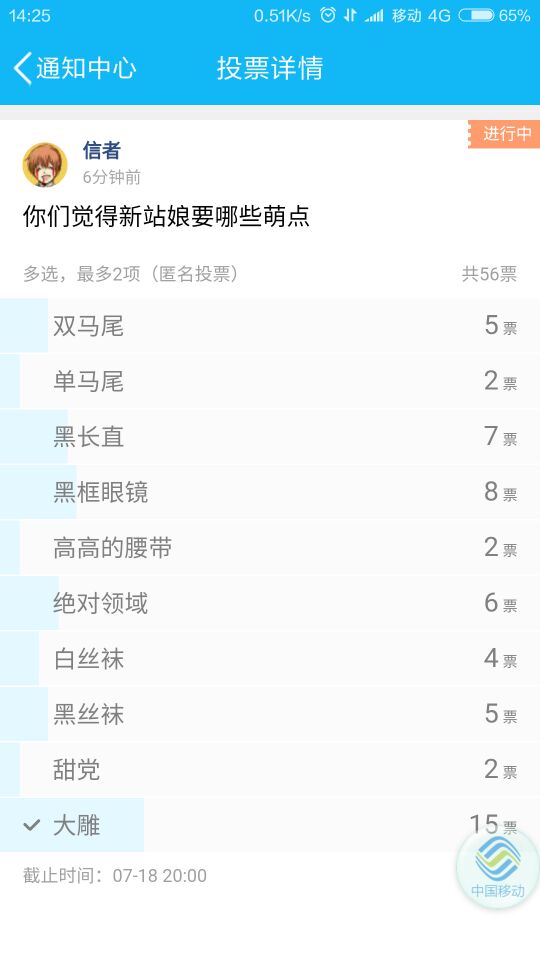 14:25 0.51K/s 移动 4G 65%
通知中心 投票详情
进行中
信者
6分钟前
你们觉得新站娘要哪些萌点
多选，最多2项（匿名投票） 共56票
双马尾 5票
单马尾 2票
黑长直 7票
黑框眼镜 8票
高高的腰带 2票
绝对领域 6票
白丝袜 4票
黑丝袜 5票
甜党 2票
大雕 15票
中国移动
截止时间：07-18 20:00